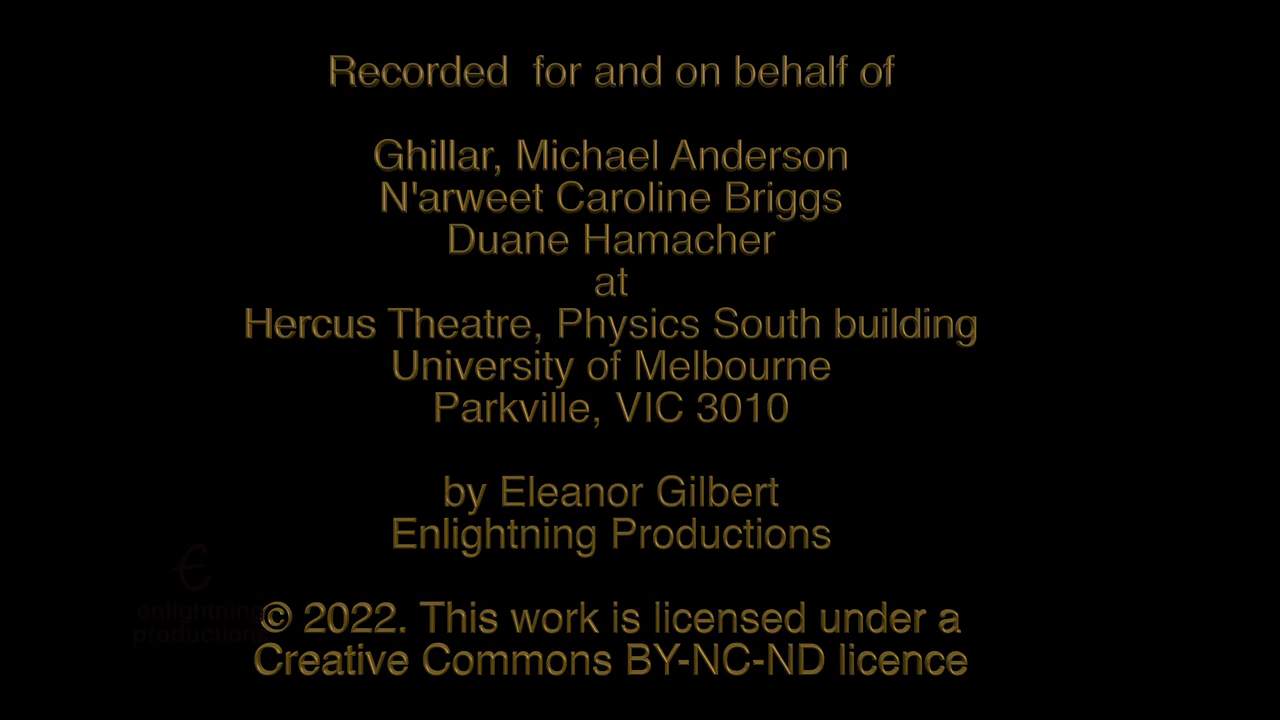 Recorded for and on behalf of
Ghillar, Michael Anderson
N'arweet Caroline Briggs
Duane Hamacher
at
Hercus Theatre, Physics South building
University of Melbourne
Parkville, VIC 3010
by Eleanor Gilbert
Enlightning Productions
enlightning
productions
© 2022. This work is licensed under a
Creative Commons BY-NC-ND licence